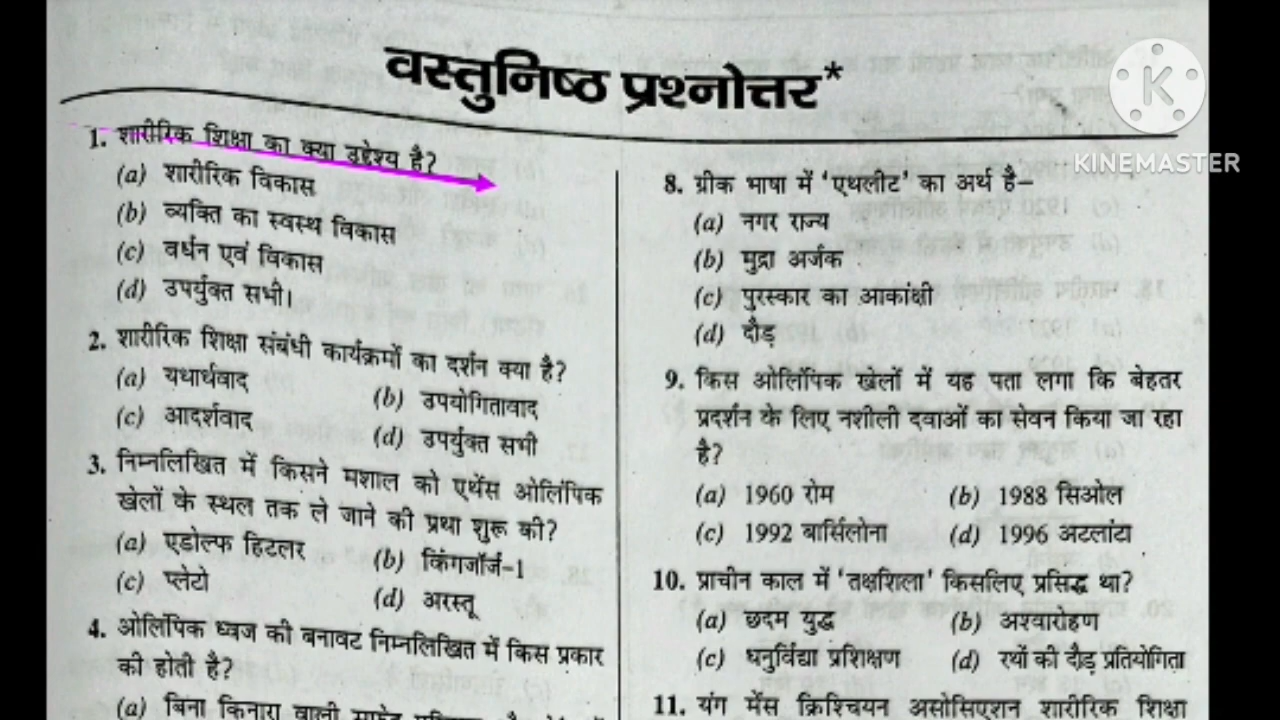 वस्तुनिष्ठ प्रश्नोत्तर*
KINEMASTER
1. शारीरिक शिक्षा का क्या उद्देश्य है?
(a) शारीरिक विकास
(b) व्यक्ति का स्वस्थ विकास
(c) वर्धन एवं विकास
(d) उपर्युक्त सभी।
2. शारीरिक शिक्षा संबंधी कार्यक्रमों का दर्शन क्या है?
(a) यथार्थवाद (b) उपयोगितावाद
(c) आदर्शवाद (d) उपर्युक्त सभी
3. निम्नलिखित में किसने मशाल को एथेंस ओलिंपिक
खेलों के स्थल तक ले जाने की प्रथा शुरू की?
(a) एडोल्फ हिटलर (b) किंगजॉर्ज-1
(c) प्लेटो (d) अरस्तू
4. ओलिंपिक ध्वज की बनावट निम्नलिखित में किस प्रकार
की होती है?
(a) बिना किनारा वाली
8. ग्रीक भाषा में 'एथलीट' का अर्थ है–
(a) नगर राज्य
(b) मुद्रा अर्जक
(c) पुरस्कार का आकांक्षी
(d) दौड़
9. किस ओलिंपिक खेलों में यह पता लगा कि बेहतर
प्रदर्शन के लिए नशीली दवाओं का सेवन किया जा रहा
है?
(a) 1960 रोम (b) 1988 सिओल
(c) 1992 बार्सिलोना (d) 1996 अटलांटा
10. प्राचीन काल में 'तक्षशिला' किसलिए प्रसिद्ध था?
(a) छदम युद्ध (b) अश्वारोहण
(c) धनुर्विद्या प्रशिक्षण (d) रथों की दौड़ प्रतियोगिता
11. यंग मेंस क्रिश्चियन असोसिएशन शारीरिक शिक्षा